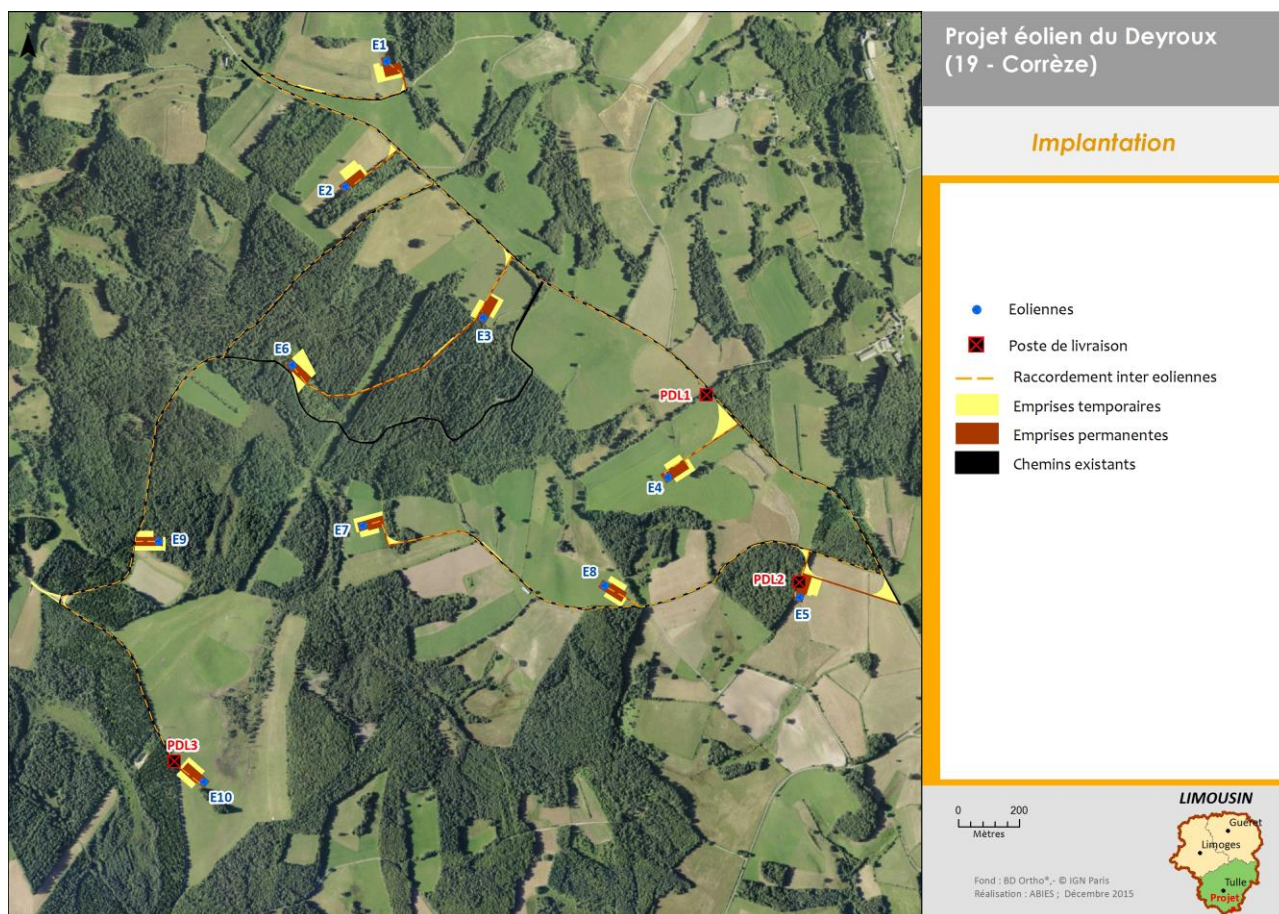 N
E1
E2
E3
E6
PDL1
E4
E7
E9
E8
PDL2
E5
PDL3
E10
Projet éolien du Deyroux
(19 - Corrèze)
Implantation
Eoliennes
Poste de livraison
Raccordement inter eoliennes
Emprises temporaires
Emprises permanentes
Chemins existants
0 200
Mètres
LIMOUSIN
Guéret
Limoges
Tulle
Projet
Fond : BD Ortho®,- © IGN Paris
Réalisation : ABIES ; Décembre 2015